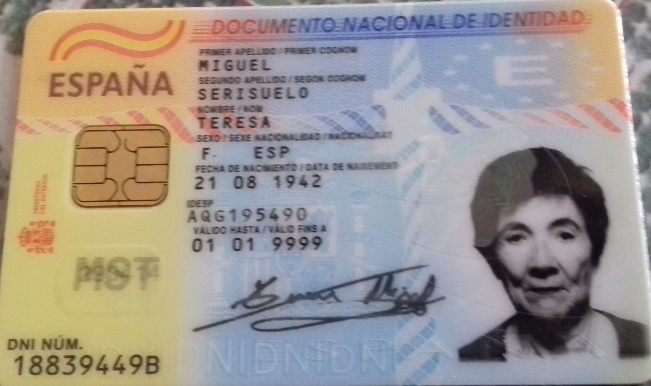 DOCUMENTO NACIONAL DE IDENTIDAD
ESPAÑA
E
PRIMER APELLIDO / PRIMER COGNOM
MIGUEL
SEGUNDO APELLIDO / SEGON COGNOM
SERISUELO
NOMBRE / NOM
TERESA
SEXO / SEXE NACIONALIDAD / NACIONALITAT
F ESP
FECHA DE NACIMIENTO / DATA DE NAIXEMENT
21 08 1942
IDESP
AQG195490
VÁLIDO HASTA / VÀLID FINS A
01 01 9999
MST
DNI NÚM.
18839449B
DNIDNIDN